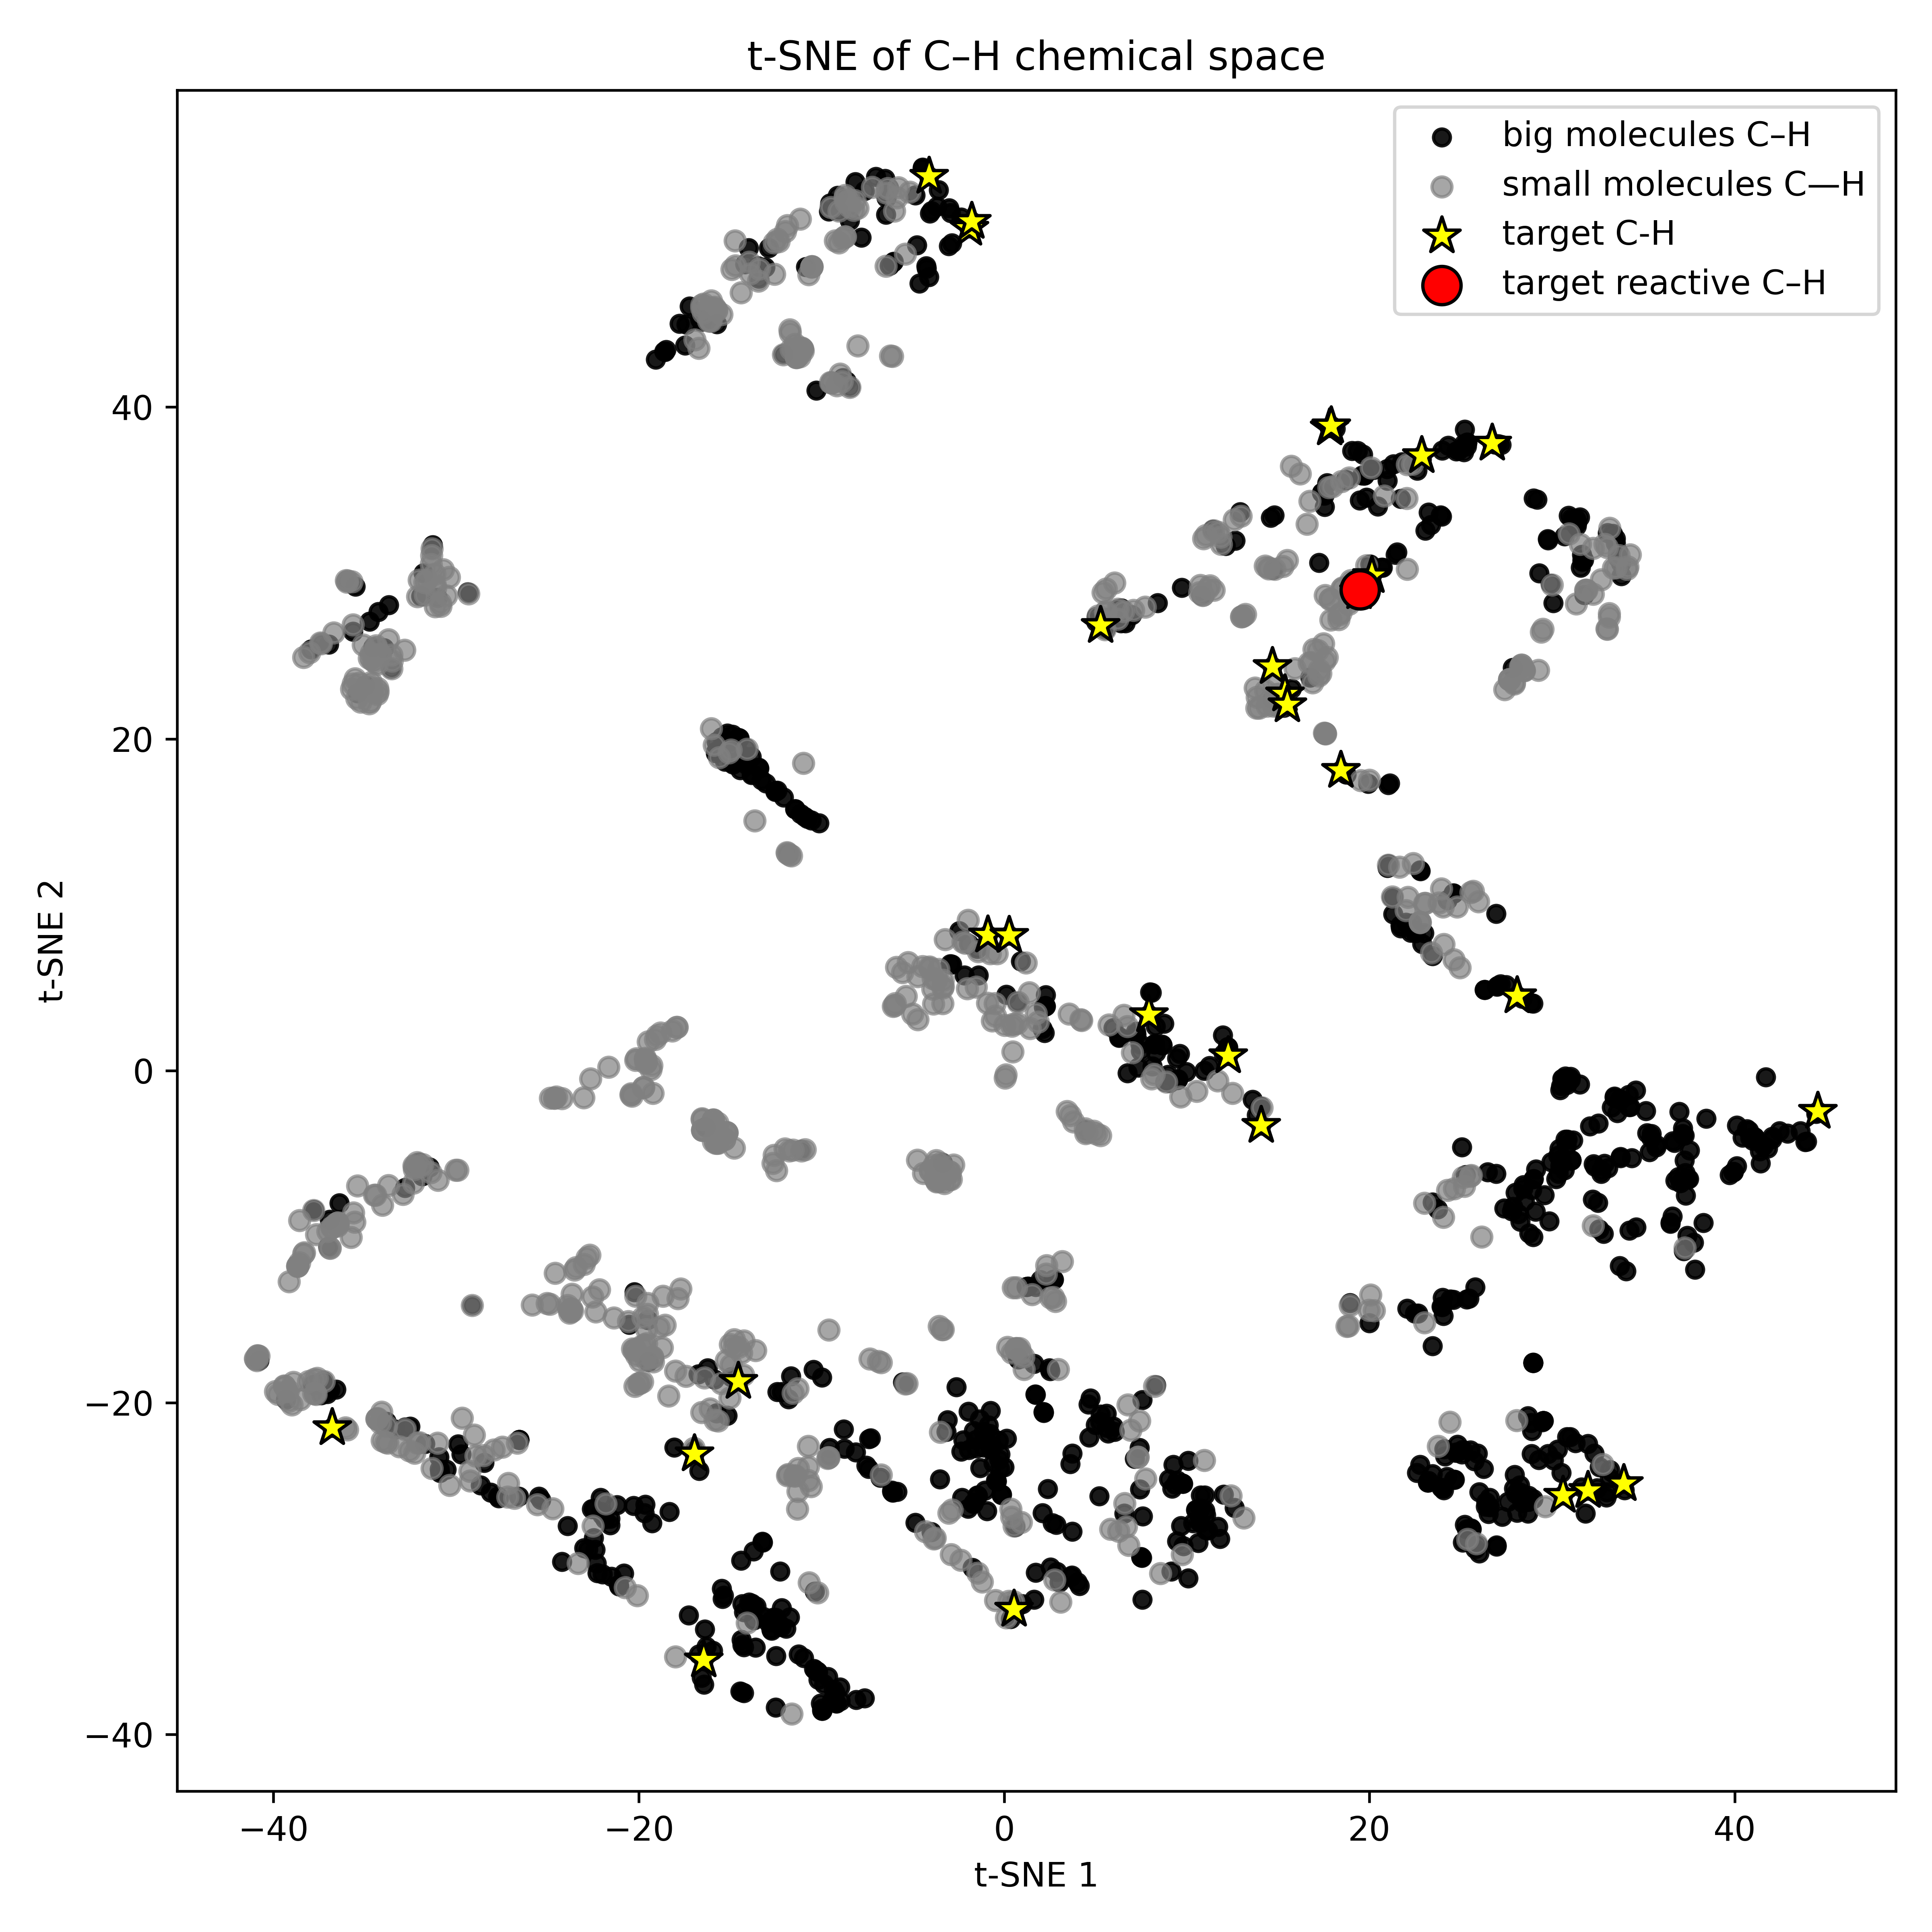 t-SNE of C–H chemical space
big molecules C–H
small molecules C—H
target C-H
target reactive C–H
40
20
0
−20
−40
t-SNE 2
−40
−20
0
20
40
t-SNE 1